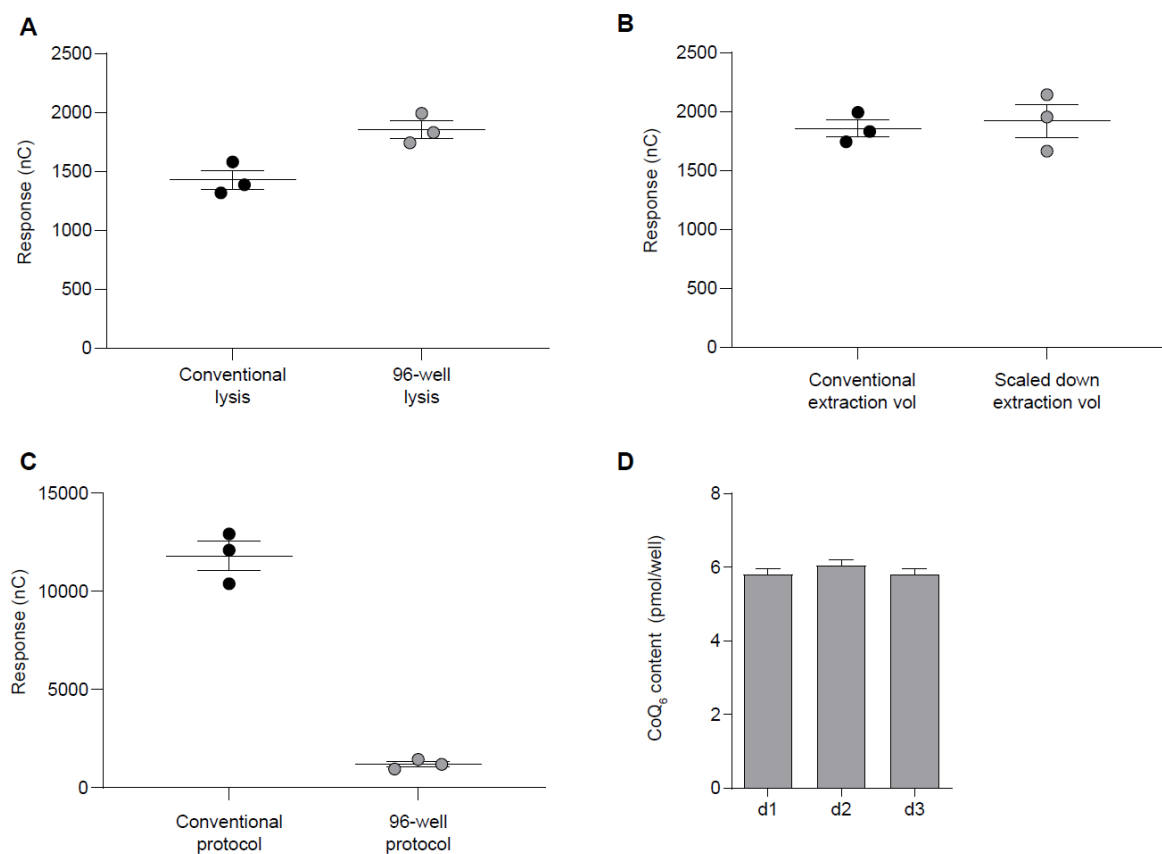 A
Response (nC)
2500
2000
1500
1000
500
0
Conventional
lysis
96-well
lysis
B
Response (nC)
2500
2000
1500
1000
500
0
Conventional
extraction vol
Scaled down
extraction vol
C
Response (nC)
15000
10000
5000
0
Conventional
protocol
96-well
protocol
D
CoQ₆ content (pmol/well)
8
6
4
2
0
d1
d2
d3